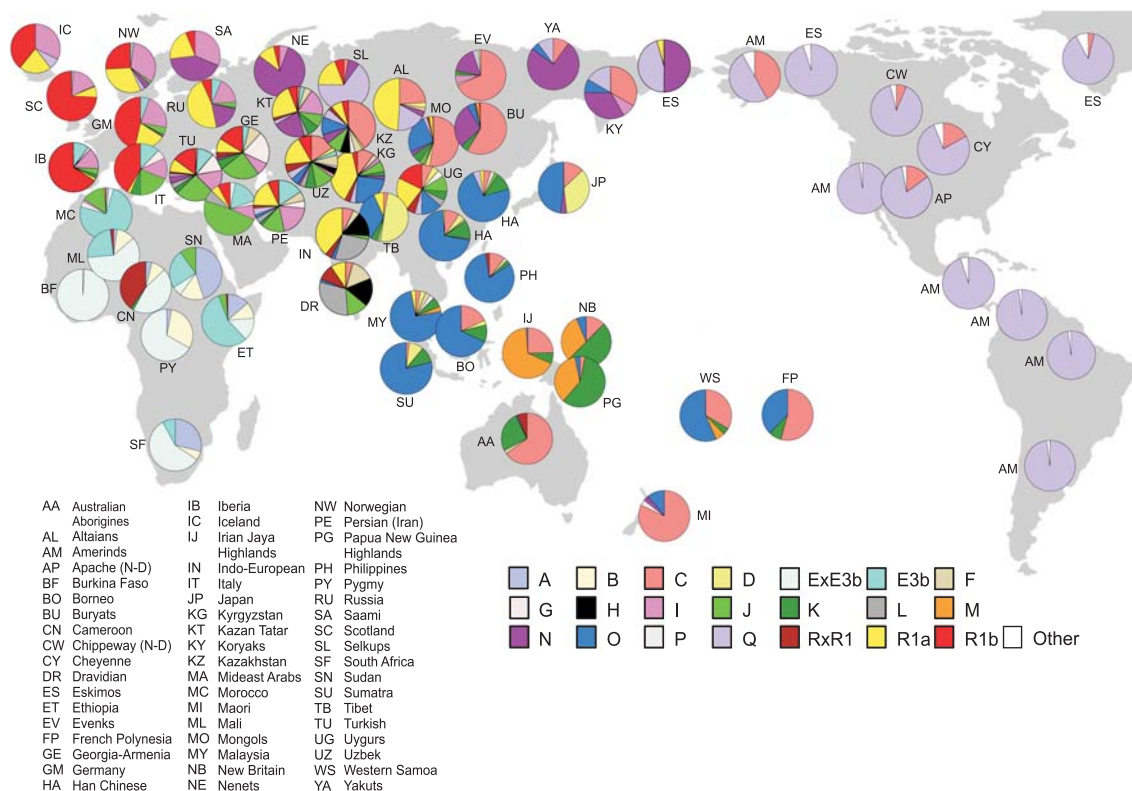 IC
NW
SA
NE
SL
EV
YA
AM
ES
CW
ES
SC
RU
KT
AL
MO
BU
KY
ES
GM
GE
KZ
CY
IB
TU
KG
UG
JP
AM
AP
IT
UZ
HA
MC
MA
PE
TB
HA
ML
SN
IN
PH
BF
CN
DR
AM
ET
MY
IJ
NB
AM
PY
BO
AM
SU
PG
WS
FP
SF
AA
AM
MI
AA Australian Aborigines
AL Altaians
AM Amerinds
AP Apache (N-D)
BF Burkina Faso
BO Borneo
BU Buryats
CN Cameroon
CW Chippeway (N-D)
CY Cheyenne
DR Dravidian
ES Eskimos
ET Ethiopia
EV Evenks
FP French Polynesia
GE Georgia-Armenia
GM Germany
HA Han Chinese
IB Iberia
IC Iceland
IJ Irian Jaya
Highlands
IN Indo-European
IT Italy
JP Japan
KG Kyrgyzstan
KT Kazan Tatar
KY Koryaks
KZ Kazakhstan
MA Mideast Arabs
MC Morocco
MI Maori
ML Mali
MO Mongols
MY Malaysia
NB New Britain
NE Nenets
NW Norwegian
PE Persian (Iran)
PG Papua New Guinea
Highlands
PH Philippines
PY Pygmy
RU Russia
SA Saami
SC Scotland
SL Selkups
SF South Africa
SN Sudan
SU Sumatra
TB Tibet
TU Turkish
UG Uygurs
UZ Uzbek
WS Western Samoa
YA Yakuts
A B C D ExE3b E3b F
G H I J K L M
N O P Q RxR1 R1a R1b Other